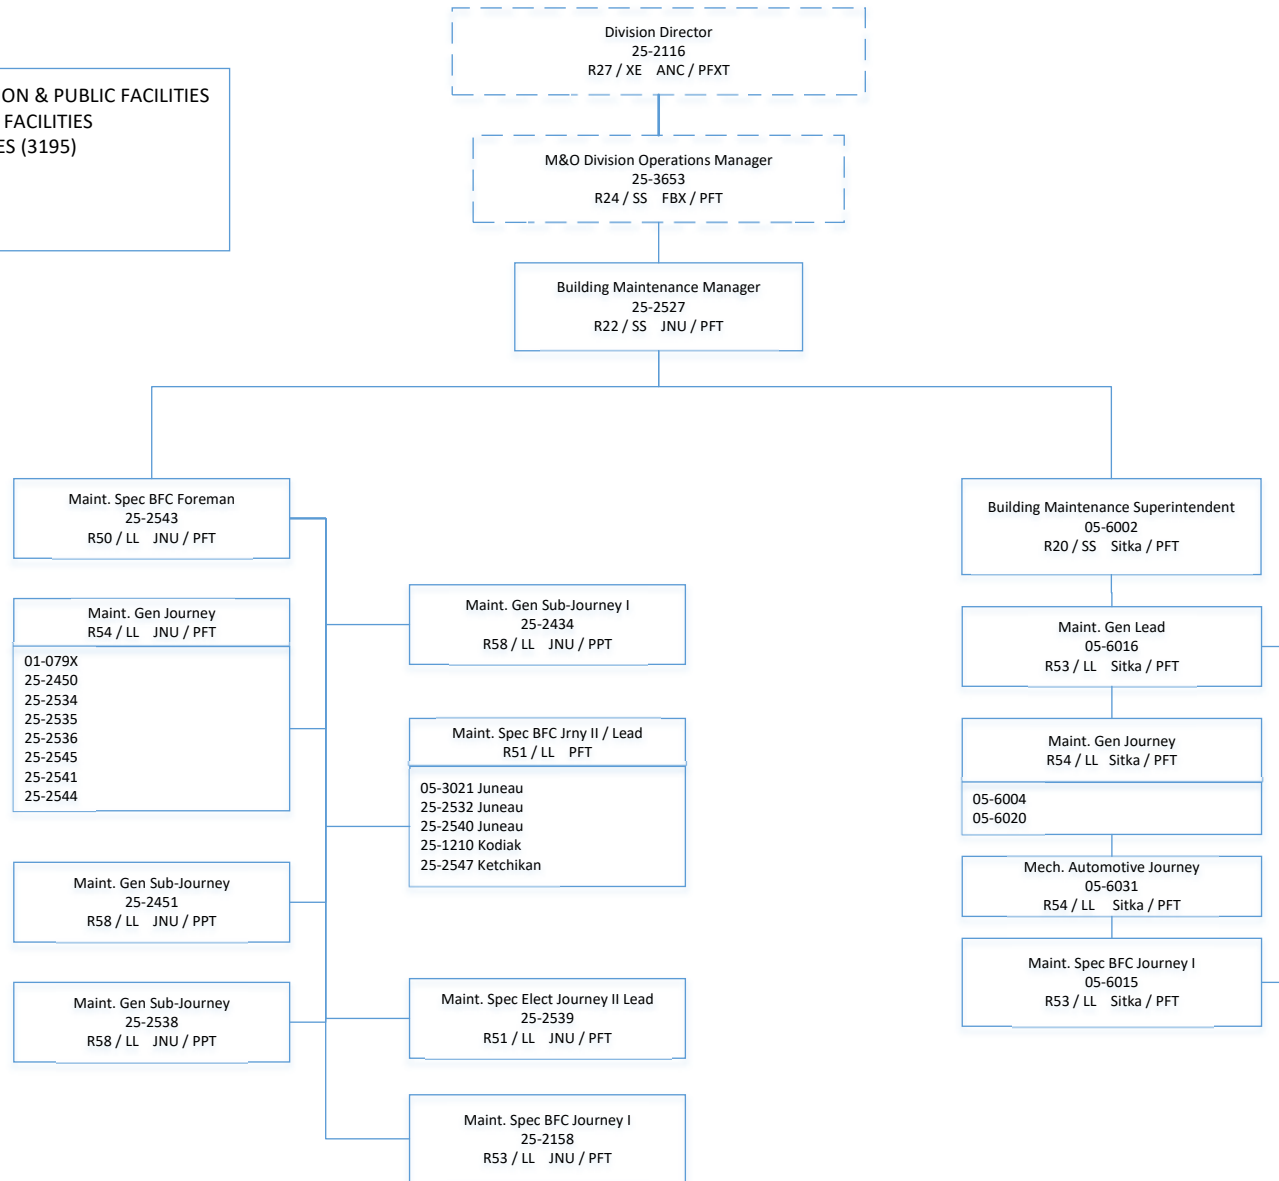 Division Director
25-2116
R27 / XE ANC / PFXT
ON & PUBLIC FACILITIES
FACILITIES
ES (3195)
M&O Division Operations Manager
25-3653
R24 / SS FBX / PFT
Building Maintenance Manager
25-2527
R22 / SS JNU / PFT
Maint. Spec BFC Foreman
25-2543
R50 / LL JNU / PFT
Maint. Gen Journey
R54 / LL JNU / PFT
01-079X
25-2450
25-2534
25-2535
25-2536
25-2545
25-2541
25-2544
Maint. Gen Sub-Journey
25-2451
R58 / LL JNU / PPT
Maint. Gen Sub-Journey
25-2538
R58 / LL JNU / PPT
Maint. Gen Sub-Journey I
25-2434
R58 / LL JNU / PPT
Maint. Spec BFC Jrny II / Lead
R51 / LL PFT
05-3021 Juneau
25-2532 Juneau
25-2540 Juneau
25-1210 Kodiak
25-2547 Ketchikan
Maint. Spec Elect Journey II Lead
25-2539
R51 / LL JNU / PFT
Maint. Spec BFC Journey I
25-2158
R53 / LL JNU / PFT
Building Maintenance Superintendent
05-6002
R20 / SS Sitka / PFT
Maint. Gen Lead
05-6016
R53 / LL Sitka / PFT
Maint. Gen Journey
R54 / LL Sitka / PFT
05-6004
05-6020
Mech. Automotive Journey
05-6031
R54 / LL Sitka / PFT
Maint. Spec BFC Journey I
05-6015
R53 / LL Sitka / PFT